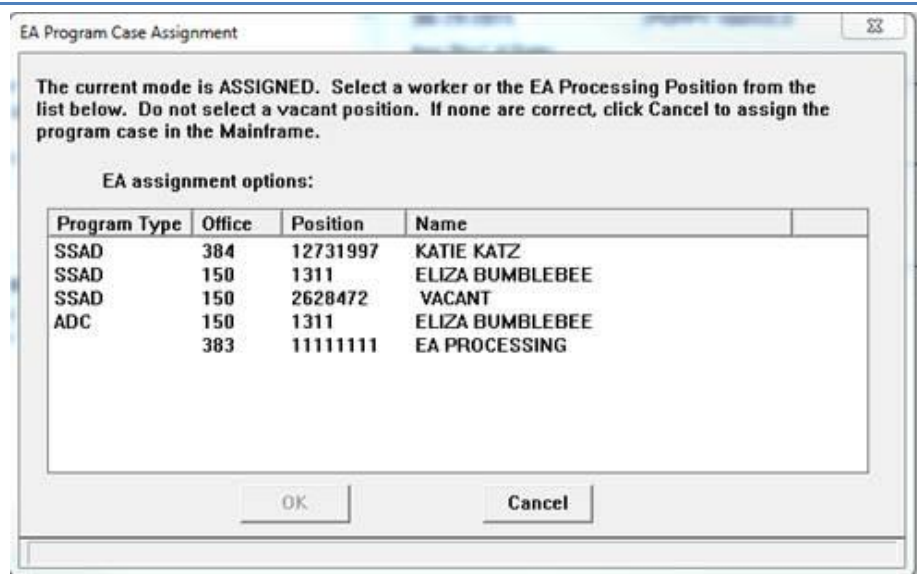 EA Program Case Assignment
The current mode is ASSIGNED. Select a worker or the EA Processing Position from the
list below. Do not select a vacant position. If none are correct, click Cancel to assign the
program case in the Mainframe.
EA assignment options:
Program Type Office Position Name
SSAD 384 12731997 KATIE KATZ
SSAD 150 1311 ELIZA BUMBLEBEE
SSAD 150 2628472 VACANT
ADC 150 1311 ELIZA BUMBLEBEE
383 11111111 EA PROCESSING
OK Cancel